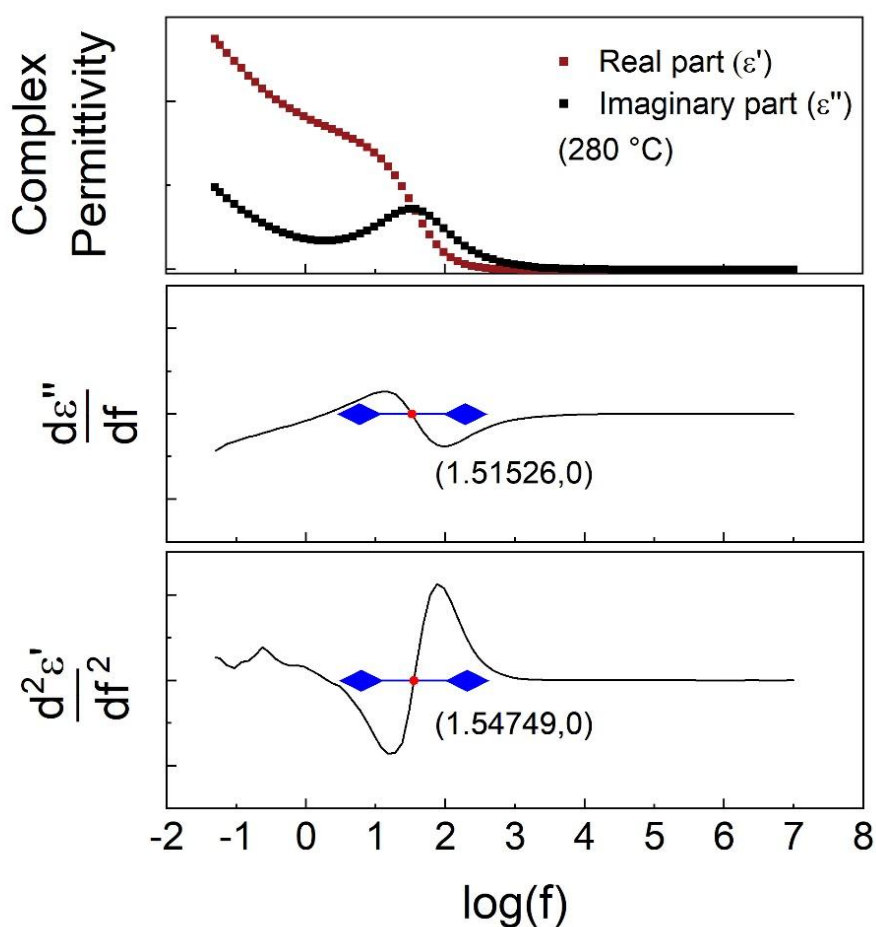 Complex
Permittivity
Real part (ε')
Imaginary part (ε'')
(280 °C)
dε''
df
(1.51526,0)
d²ε'
df²
(1.54749,0)
-2 -1 0 1 2 3 4 5 6 7 8
log(f)